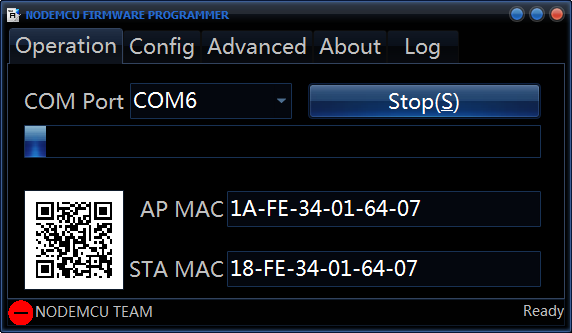 NODEMCU FIRMWARE PROGRAMMER
Operation Config Advanced About Log
COM Port COM6 Stop(S)
AP MAC 1A-FE-34-01-64-07
STA MAC 18-FE-34-01-64-07
NODEMCU TEAM Ready